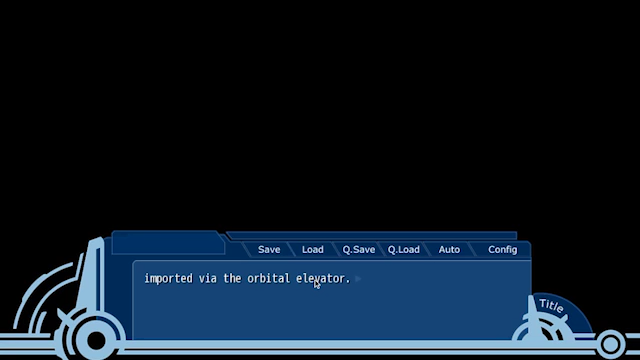 Save Load Q.Save Q.Load Auto Config
imported via the orbital elevator.
Title